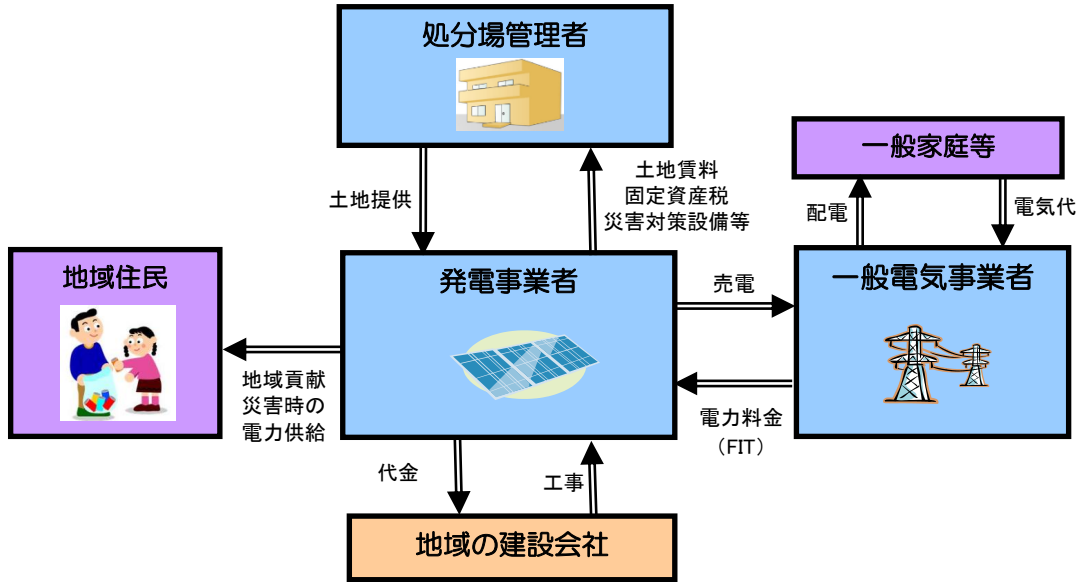 処分場管理者
一般家庭等
土地提供
土地賃料
固定資産税
災害対策設備等
配電
電気代
地域住民
発電事業者
売電
一般電気事業者
地域貢献
災害時の
電力供給
電力料金
（FIT）
代金
工事
地域の建設会社